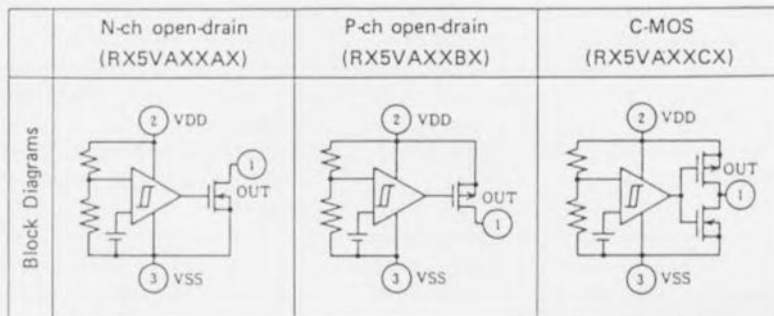 N-ch open-drain
(RX5VAXXAX)
P-ch open-drain
(RX5VAXXBX)
C-MOS
(RX5VAXXCX)
Block Diagrams
2 VDD
1
OUT
3 VSS
2 VDD
OUT
1
3 VSS
2 VDD
OUT
1
3 VSS